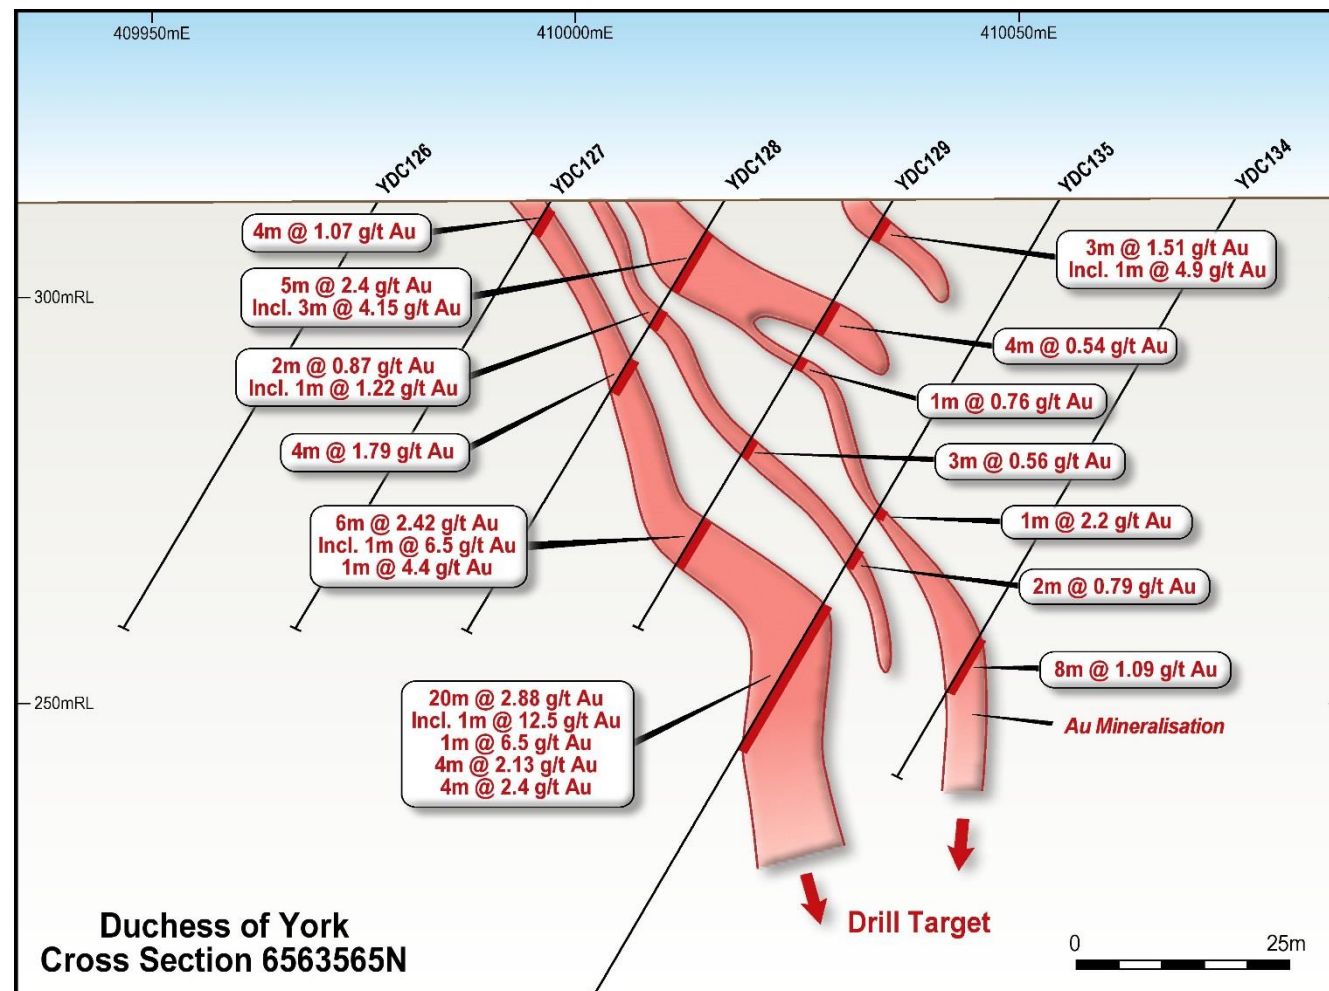 409950mE
410000mE
410050mE
YDC126
YDC127
YDC128
YDC129
YDC135
YDC134
4m @ 1.07 g/t Au
3m @ 1.51 g/t Au
Incl. 1m @ 4.9 g/t Au
5m @ 2.4 g/t Au
Incl. 3m @ 4.15 g/t Au
300mRL
4m @ 0.54 g/t Au
2m @ 0.87 g/t Au
Incl. 1m @ 1.22 g/t Au
1m @ 0.76 g/t Au
4m @ 1.79 g/t Au
3m @ 0.56 g/t Au
6m @ 2.42 g/t Au
Incl. 1m @ 6.5 g/t Au
1m @ 4.4 g/t Au
1m @ 2.2 g/t Au
2m @ 0.79 g/t Au
8m @ 1.09 g/t Au
250mRL
20m @ 2.88 g/t Au
Incl. 1m @ 12.5 g/t Au
1m @ 6.5 g/t Au
4m @ 2.13 g/t Au
4m @ 2.4 g/t Au
Au Mineralisation
Drill Target
Duchess of York
Cross Section 6563565N
0 25m